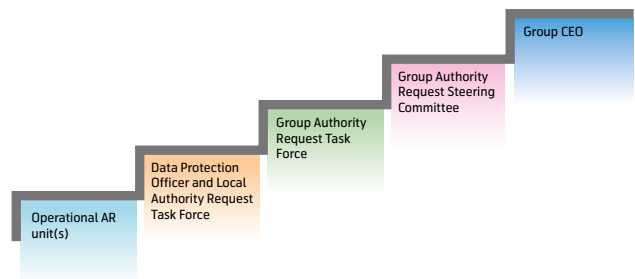 Group CEO
Group Authority
Request Steering
Committee
Group Authority
Request Task
Force
Data Protection
Officer and Local
Authority Request
Task Force
Operational AR
unit(s)